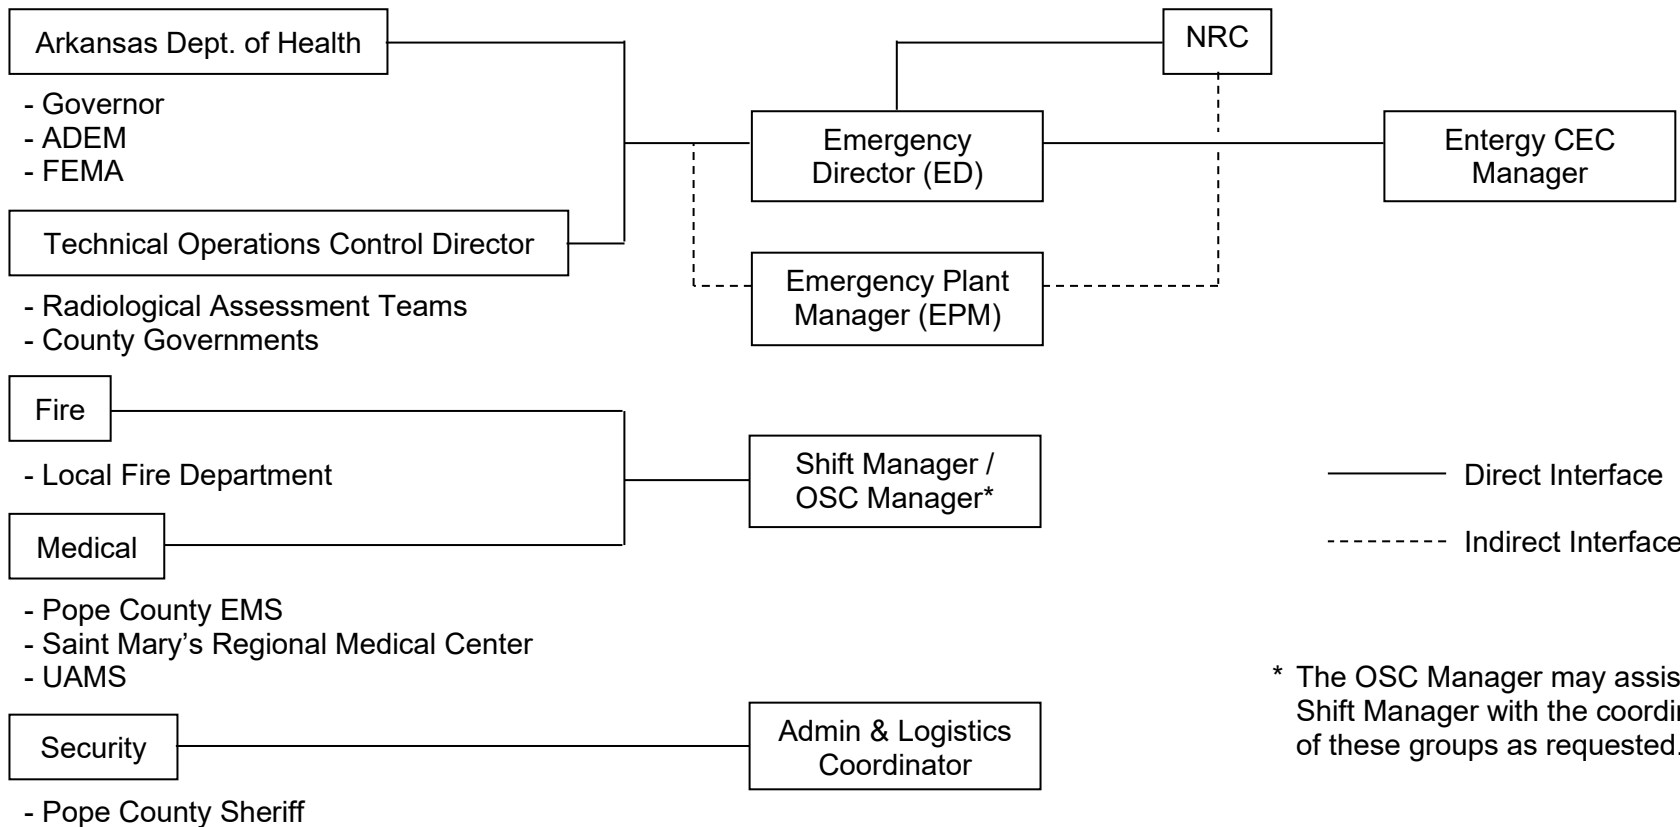 Arkansas Dept. of Health
- Governor
- ADEM
- FEMA
Technical Operations Control Director
- Radiological Assessment Teams
- County Governments
Fire
- Local Fire Department
Medical
- Pope County EMS
- Saint Mary’s Regional Medical Center
- UAMS
Security
- Pope County Sheriff
NRC
Emergency
Director (ED)
Entergy CEC
Manager
Emergency Plant
Manager (EPM)
Shift Manager /
OSC Manager*
Admin & Logistics
Coordinator
Direct Interface
Indirect Interface
* The OSC Manager may assis
Shift Manager with the coordi
of these groups as requested.